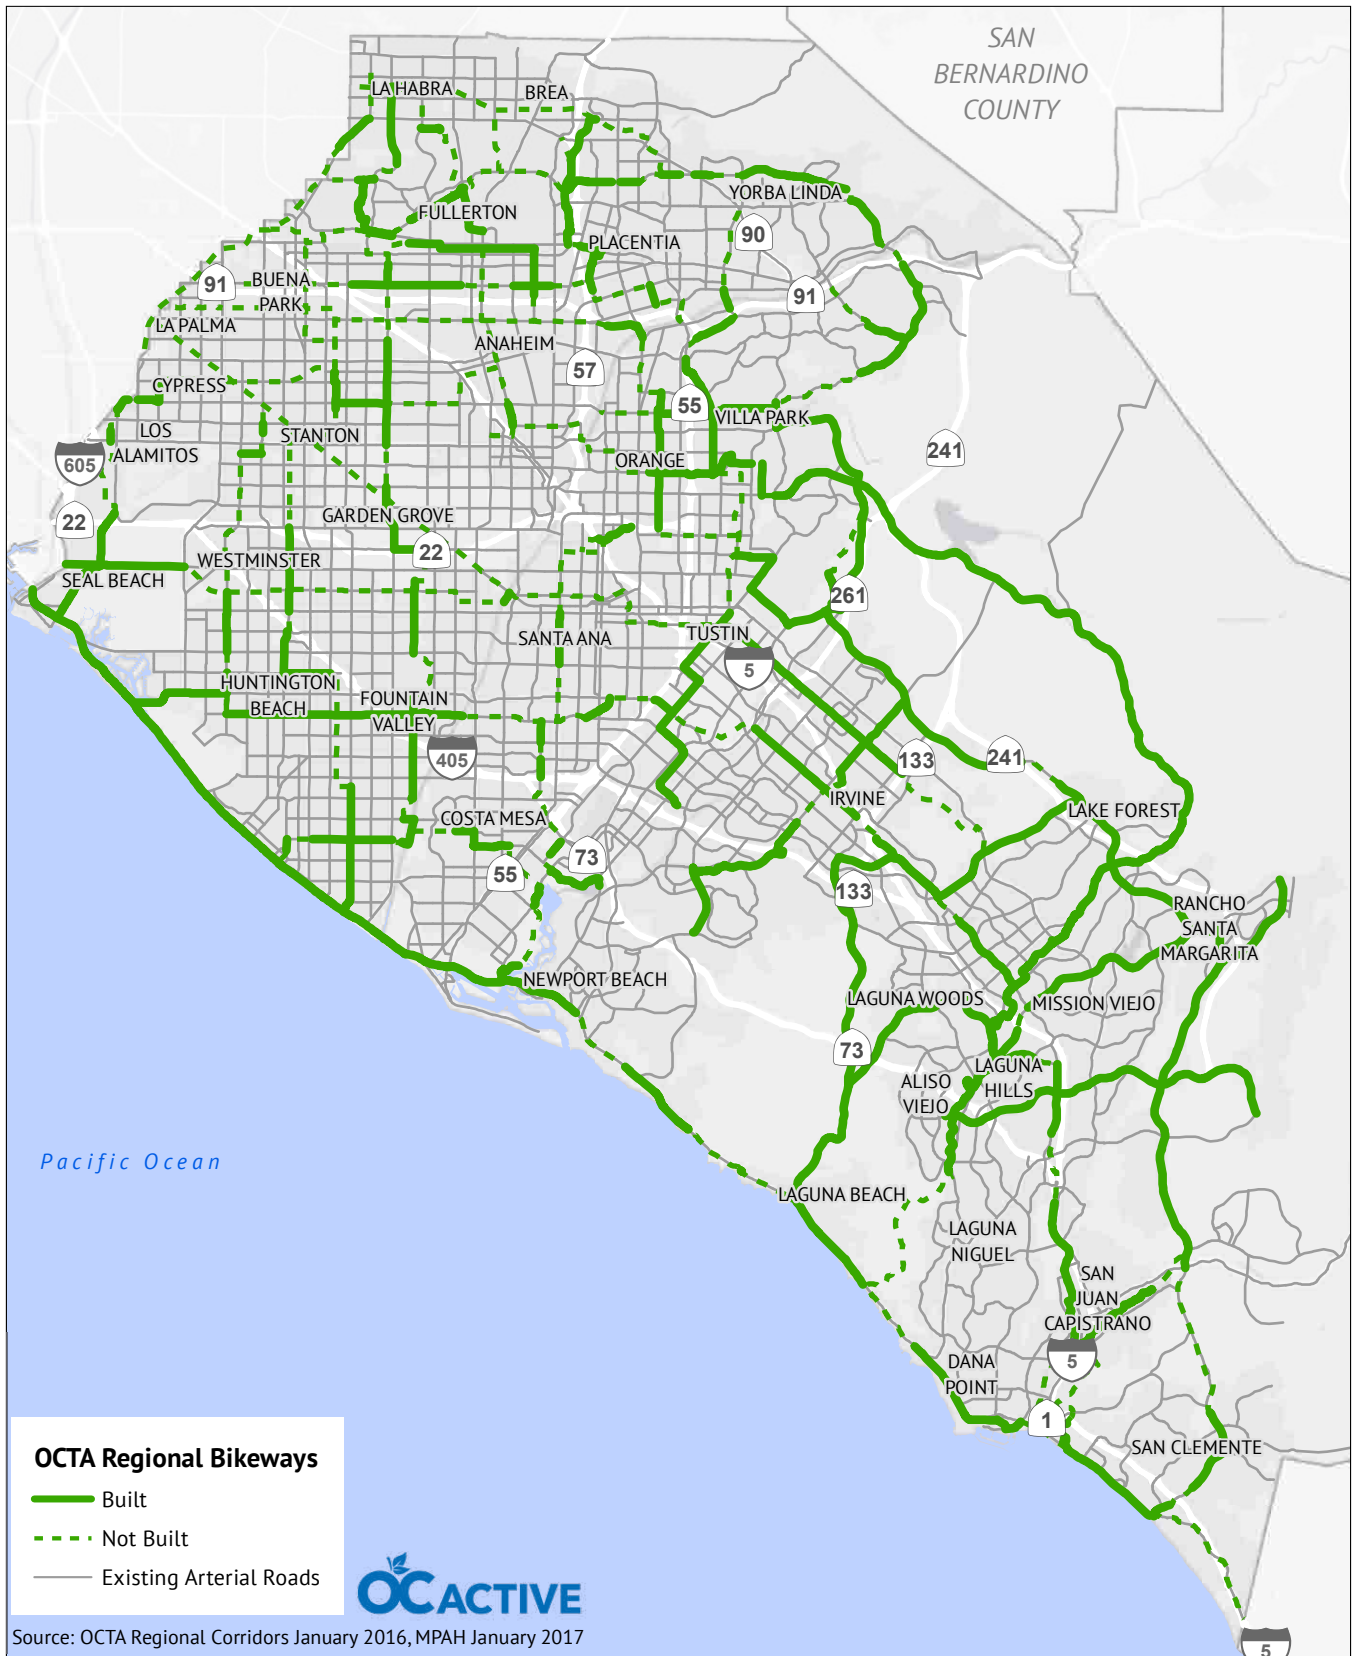 SAN
BERNARDINO
COUNTY
LA HABRA
BREA
YORBA LINDA
FULLERTON
90
PLACENTIA
91
BUENA
PARK
91
LA PALMA
ANAHEIM
57
CYPRESS
55
VILLA PARK
LOS
ALAMITOS
STANTON
241
605
ORANGE
22
GARDEN GROVE
22
WESTMINSTER
SEAL BEACH
261
SANTA ANA
TUSTIN
5
HUNTINGTON
BEACH
FOUNTAIN
VALLEY
405
133
241
IRVINE
LAKE FOREST
COSTA MESA
73
55
133
RANCHO
SANTA
MARGARITA
NEWPORT BEACH
LAGUNA WOODS
MISSION VIEJO
73
LAGUNA
HILLS
ALISO
VIEJO
Pacific Ocean
LAGUNA BEACH
LAGUNA
NIGUEL
SAN
JUAN
CAPISTRANO
5
DANA
POINT
1
SAN CLEMENTE
OCTA Regional Bikeways
Built
Not Built
Existing Arterial Roads
OC ACTIVE
Source: OCTA Regional Corridors January 2016, MPAH January 2017
5